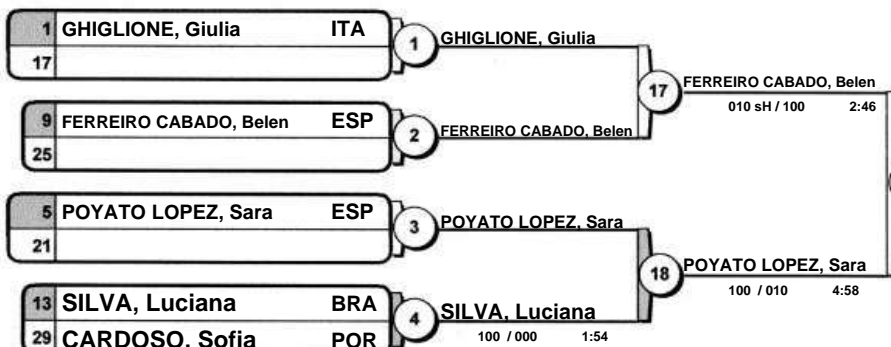 1 GHIGLIONE, Giulia ITA
17
1
GHIGLIONE, Giulia
9 FERREIRO CABADO, Belen ESP
25
2
FERREIRO CABADO, Belen
17
FERREIRO CABADO, Belen
010 sH / 100 2:46
5 POYATO LOPEZ, Sara ESP
21
3
POYATO LOPEZ, Sara
13 SILVA, Luciana BRA
29 CARDOSO, Sofia POR
4
SILVA, Luciana
100 / 000 1:54
18
POYATO LOPEZ, Sara
100 / 010 4:58